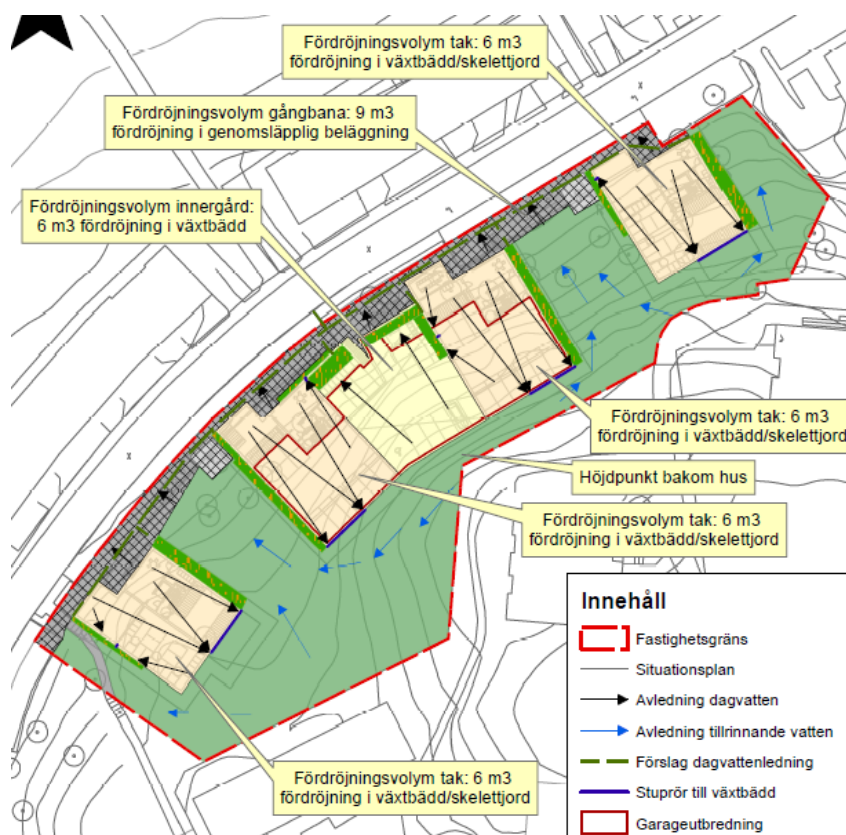 Fördröjningsvolym tak: 6 m3
fördröjning i växtbädd/skelettjord
Fördröjningsvolym gångbana: 9 m3
fördröjning i genomsläpplig beläggning
Fördröjningsvolym innergård:
6 m3 fördröjning i växtbädd
Fördröjningsvolym tak: 6 m3
fördröjning i växtbädd/skelettjord
Höjdpunkt bakom hus
Fördröjningsvolym tak: 6 m3
fördröjning i växtbädd/skelettjord
Fördröjningsvolym tak: 6 m3
fördröjning i växtbädd/skelettjord
Innehåll
Fastighetsgräns
Situationsplan
Avledning dagvatten
Avledning tillrinnande vatten
Förslag dagvattenledning
Stuprör till växtbädd
Garageutbredning